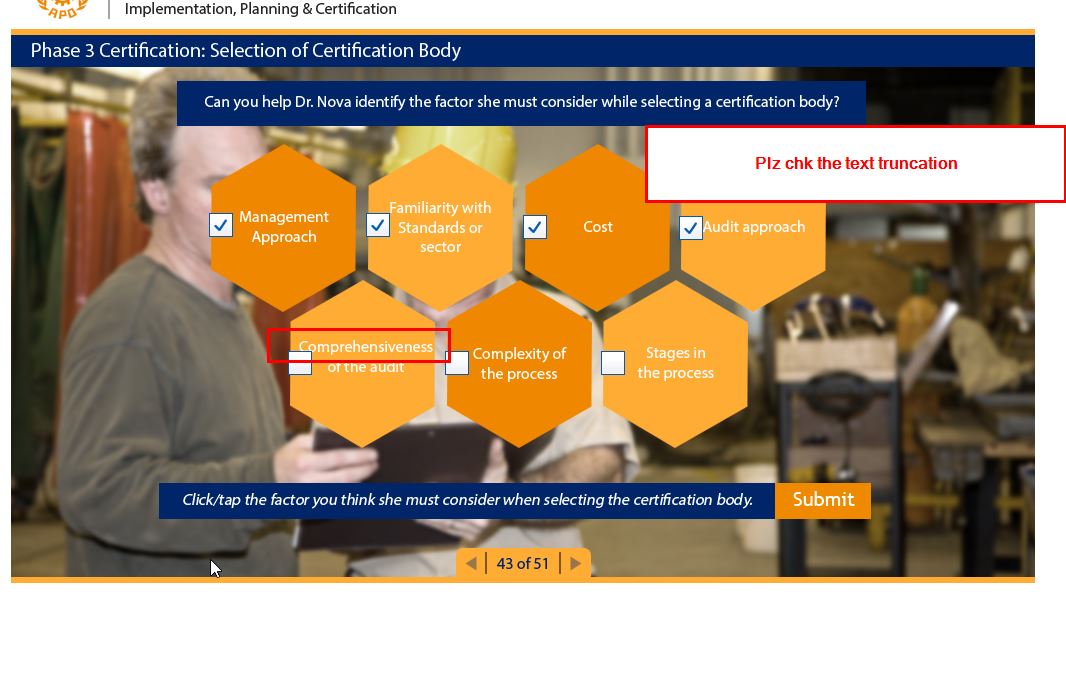 APO
Implementation, Planning & Certification
Phase 3 Certification: Selection of Certification Body
Can you help Dr. Nova identify the factor she must consider while selecting a certification body?
Plz chk the text truncation
Management
Approach
Familiarity with
Standards or
sector
Cost
Audit approach
Comprehensiveness
of the audit
Complexity of
the process
Stages in
the process
Click/tap the factor you think she must consider when selecting the certification body.
Submit
43 of 51